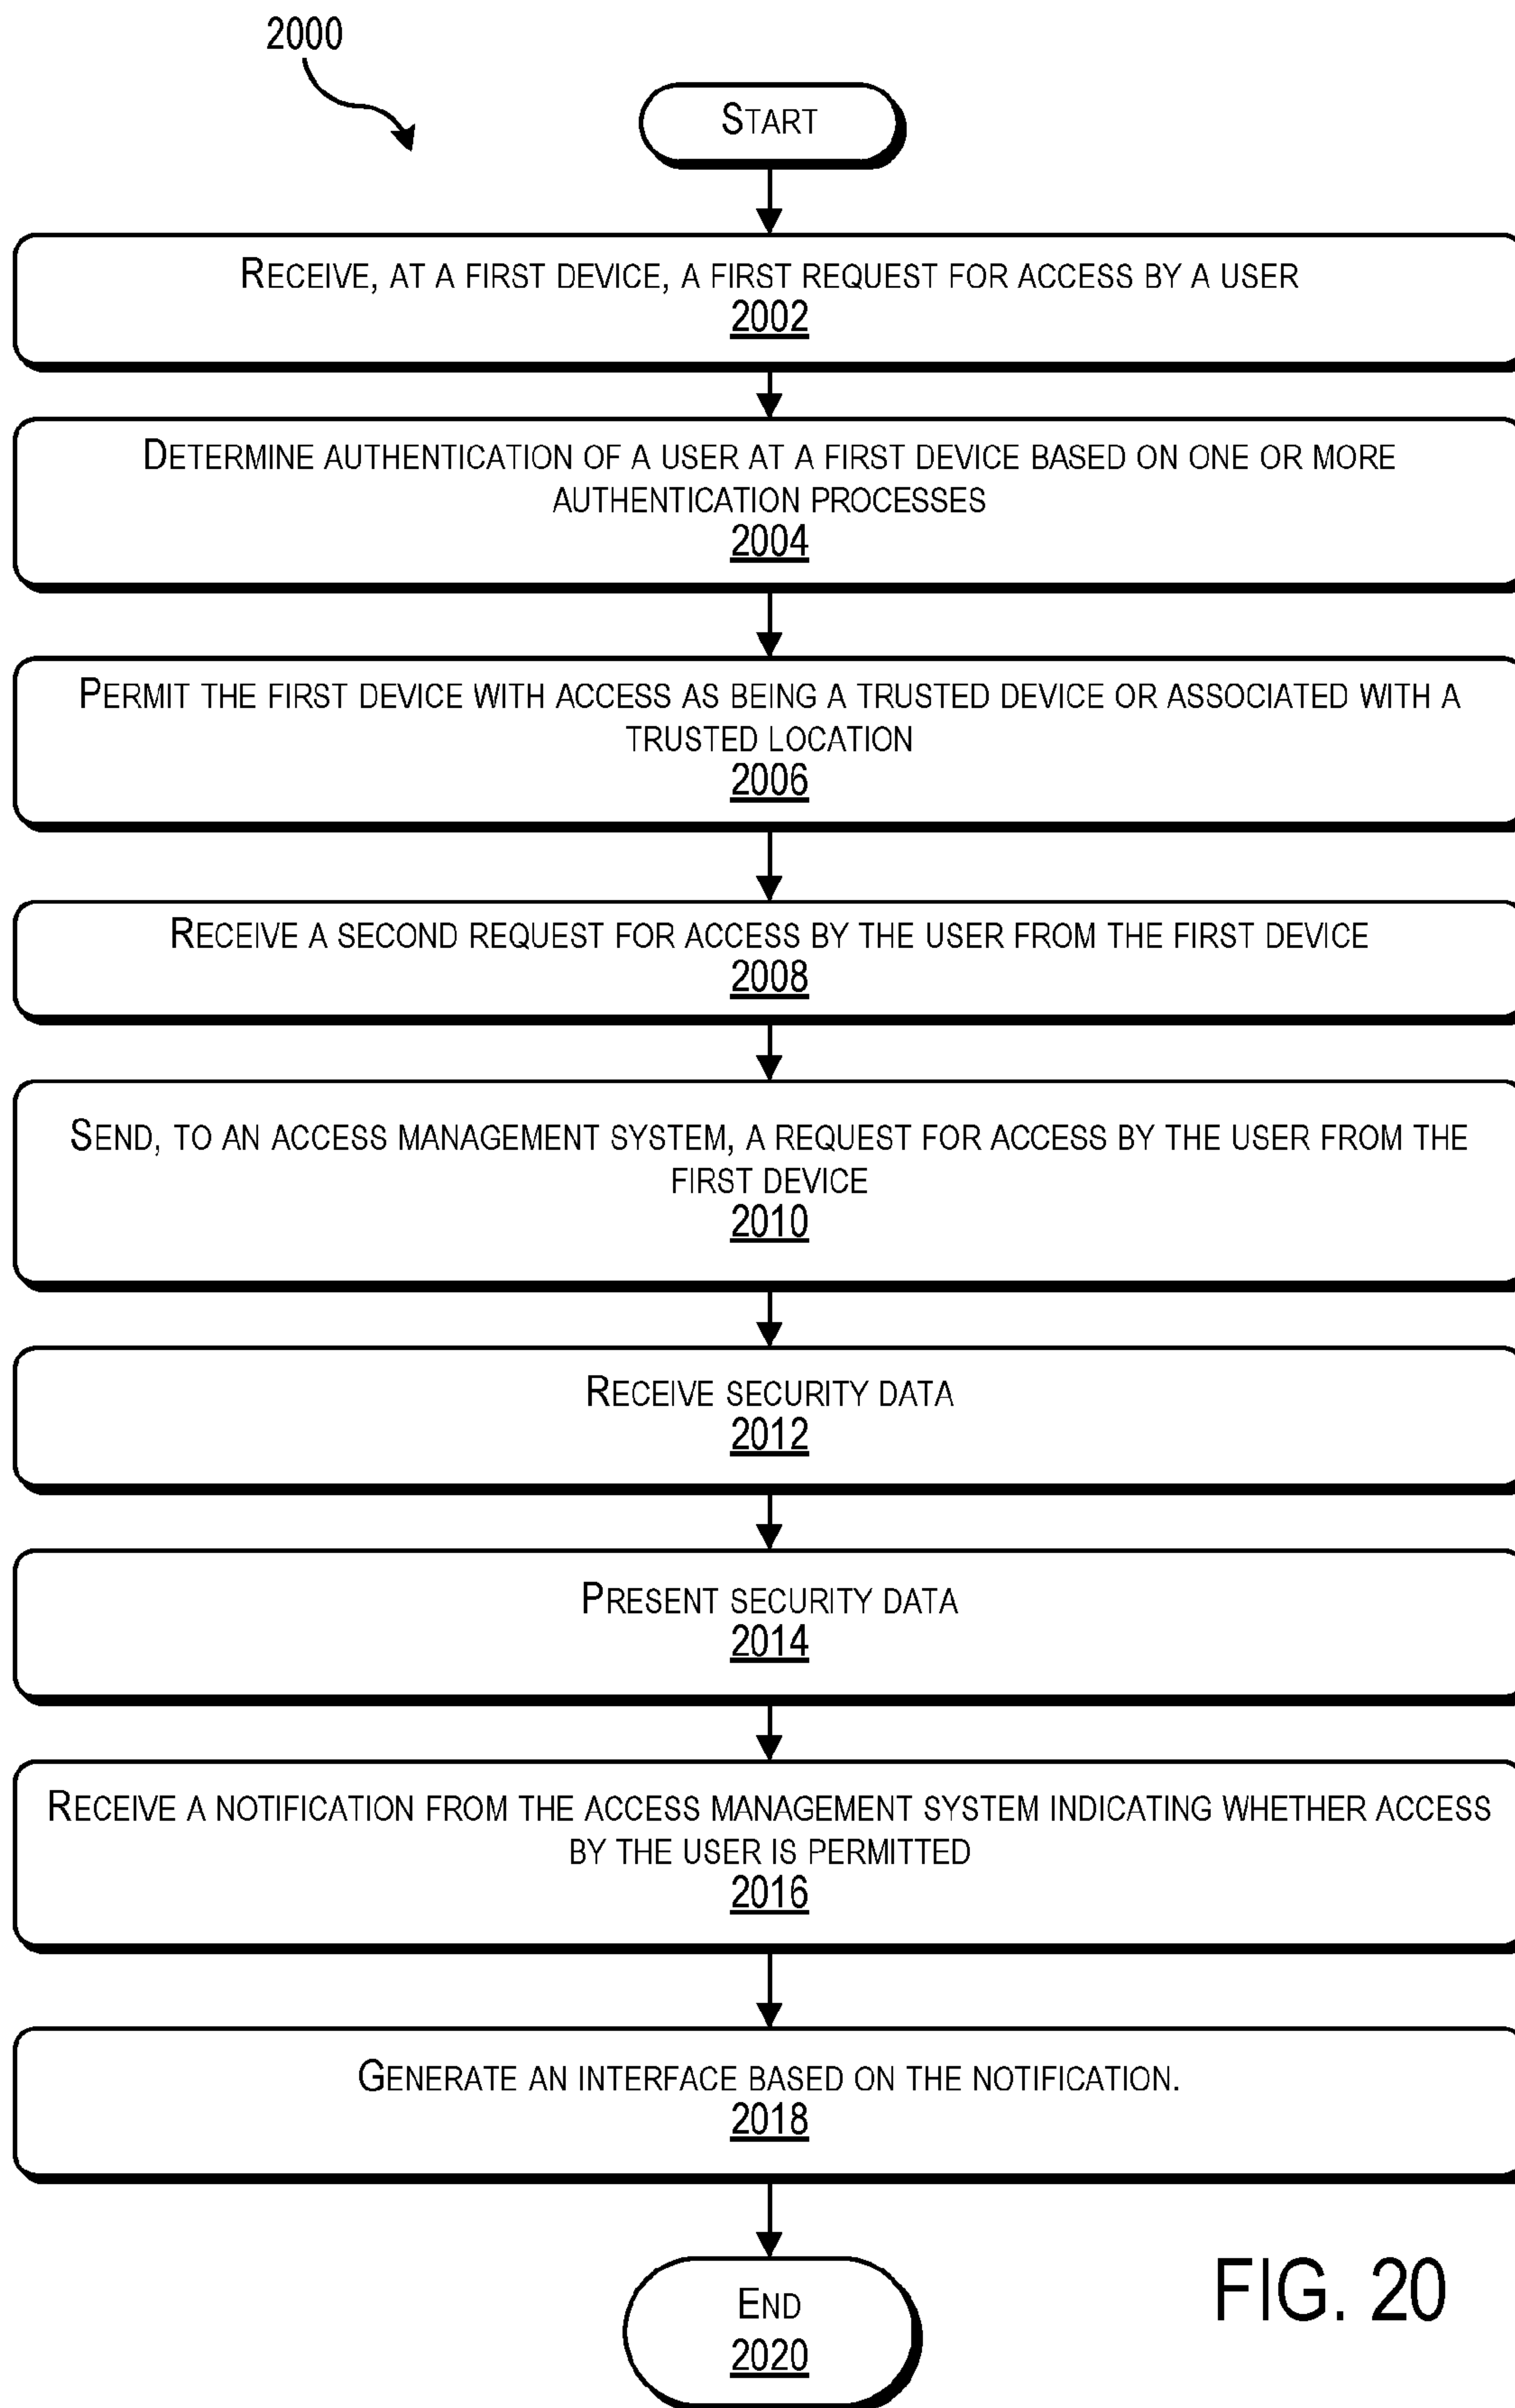 2000
START
RECEIVE, AT A FIRST DEVICE, A FIRST REQUEST FOR ACCESS BY A USER
2002
DETERMINE AUTHENTICATION OF A USER AT A FIRST DEVICE BASED ON ONE OR MORE
AUTHENTICATION PROCESSES
2004
PERMIT THE FIRST DEVICE WITH ACCESS AS BEING A TRUSTED DEVICE OR ASSOCIATED WITH A
TRUSTED LOCATION
2006
RECEIVE A SECOND REQUEST FOR ACCESS BY THE USER FROM THE FIRST DEVICE
2008
SEND, TO AN ACCESS MANAGEMENT SYSTEM, A REQUEST FOR ACCESS BY THE USER FROM THE
FIRST DEVICE
2010
RECEIVE SECURITY DATA
2012
PRESENT SECURITY DATA
2014
RECEIVE A NOTIFICATION FROM THE ACCESS MANAGEMENT SYSTEM INDICATING WHETHER ACCESS
BY THE USER IS PERMITTED
2016
GENERATE AN INTERFACE BASED ON THE NOTIFICATION.
2018
END
2020
FIG. 20